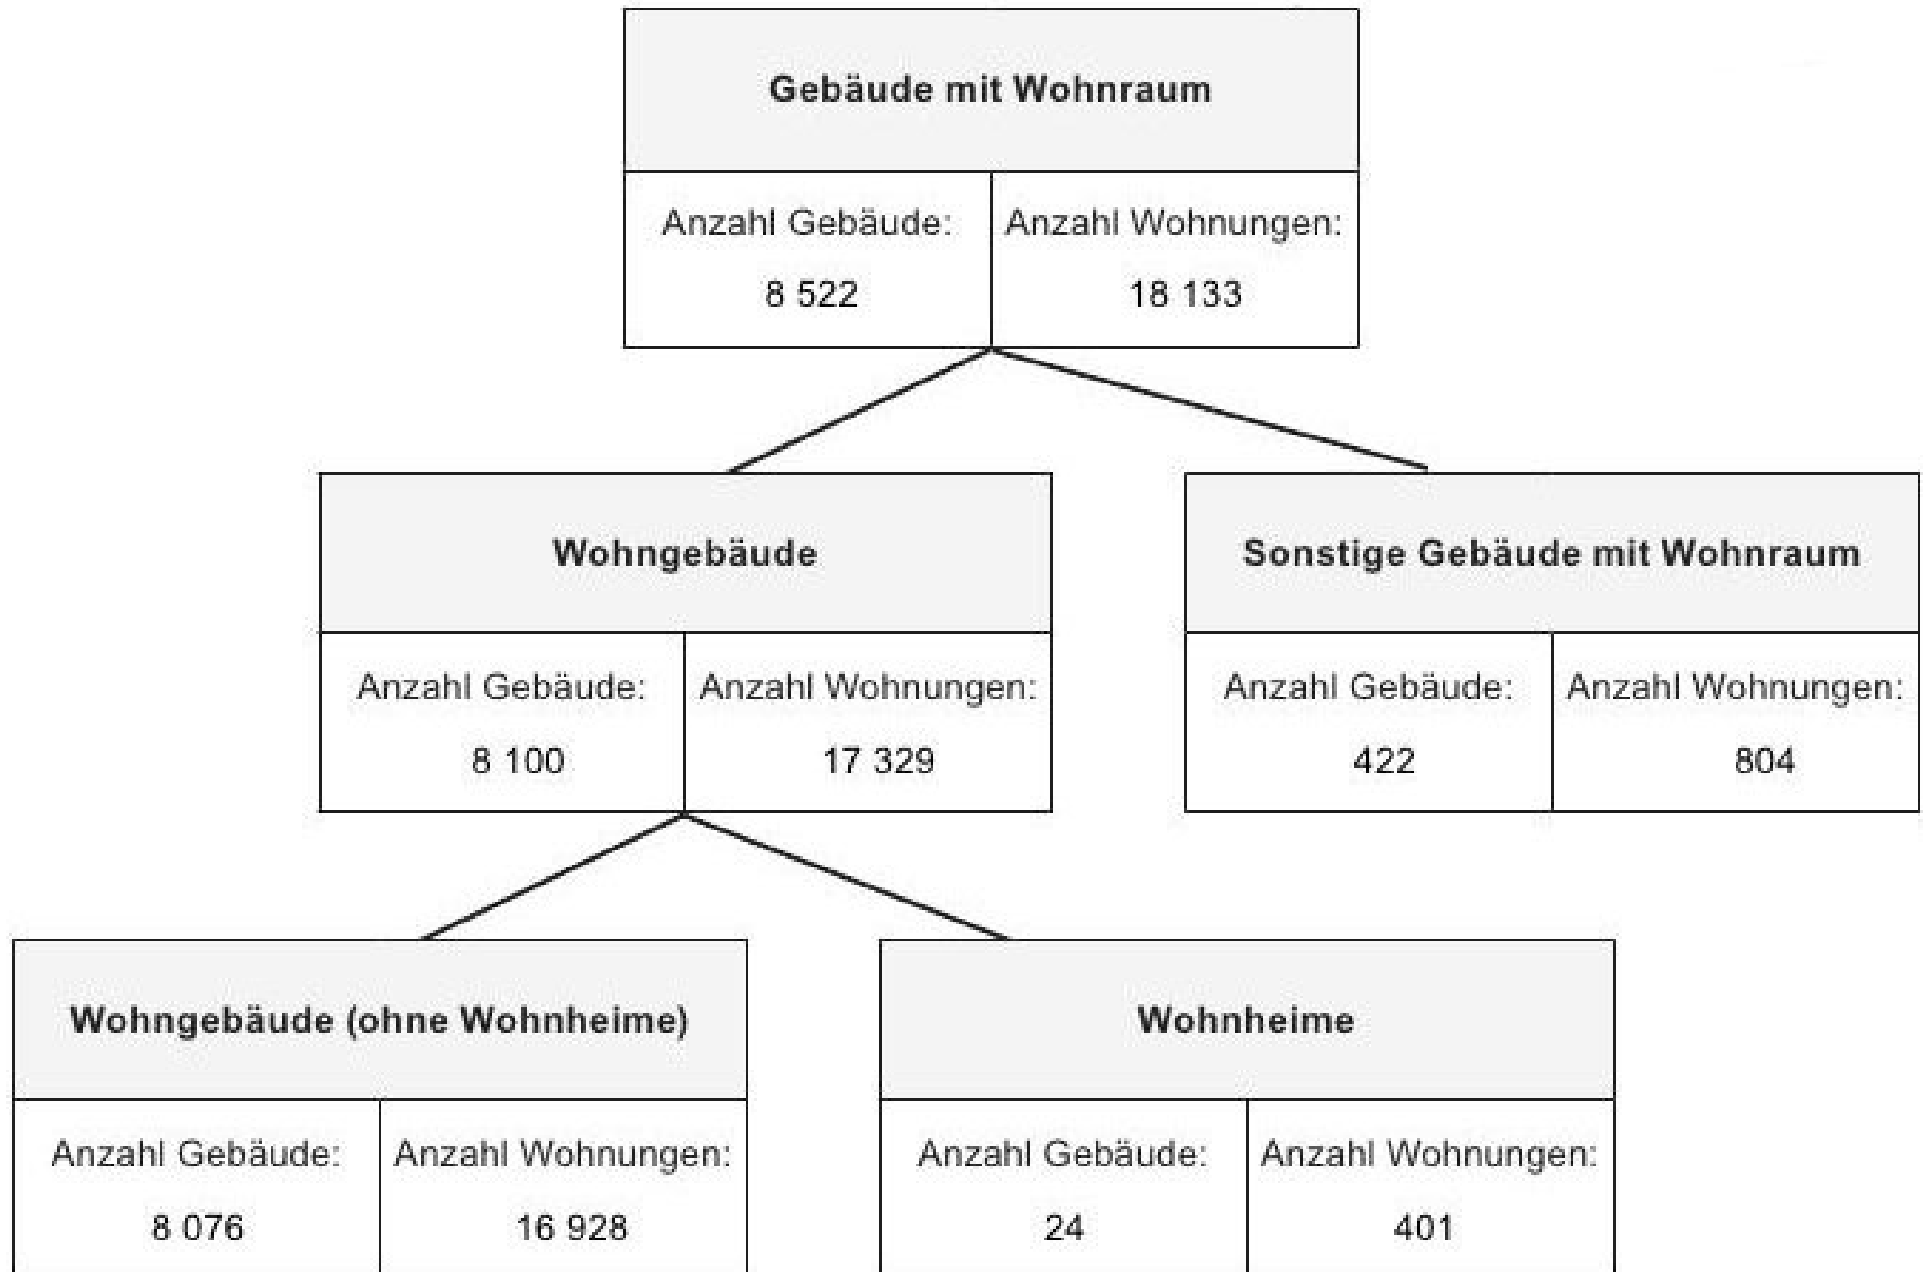 Gebäude mit Wohnraum
Anzahl Gebäude:
8 522
Anzahl Wohnungen:
18 133
Wohngebäude
Anzahl Gebäude:
8 100
Anzahl Wohnungen:
17 329
Sonstige Gebäude mit Wohnraum
Anzahl Gebäude:
422
Anzahl Wohnungen:
804
Wohngebäude (ohne Wohnheime)
Anzahl Gebäude:
8 076
Anzahl Wohnungen:
16 928
Wohnheime
Anzahl Gebäude:
24
Anzahl Wohnungen:
401